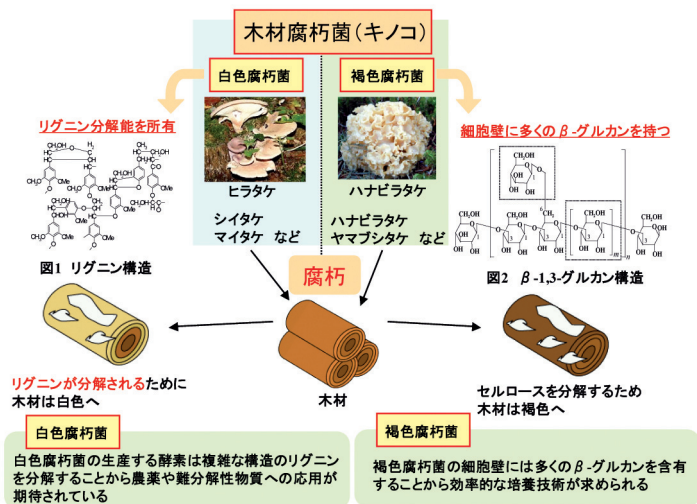 木材腐朽菌(キノコ)
白色腐朽菌
褐色腐朽菌
リグニン分解能を所有
細胞壁に多くのβ-グルカンを持つ
ヒラタケ
ハナビラタケ
シイタケ
マイタケ など
ハナビラタケ
ヤマブシタケ など
図1 リグニン構造
図2 β-1,3-グルカン構造
腐朽
木材
リグニンが分解されるために
木材は白色へ
セルロースを分解するため
木材は褐色へ
白色腐朽菌
白色腐朽菌の生産する酵素は複雑な構造のリグニン
を分解することから農薬や難分解性物質への応用が
期待されている
褐色腐朽菌
褐色腐朽菌の細胞壁には多くのβ-グルカンを含有
することから効率的な培養技術が求められる